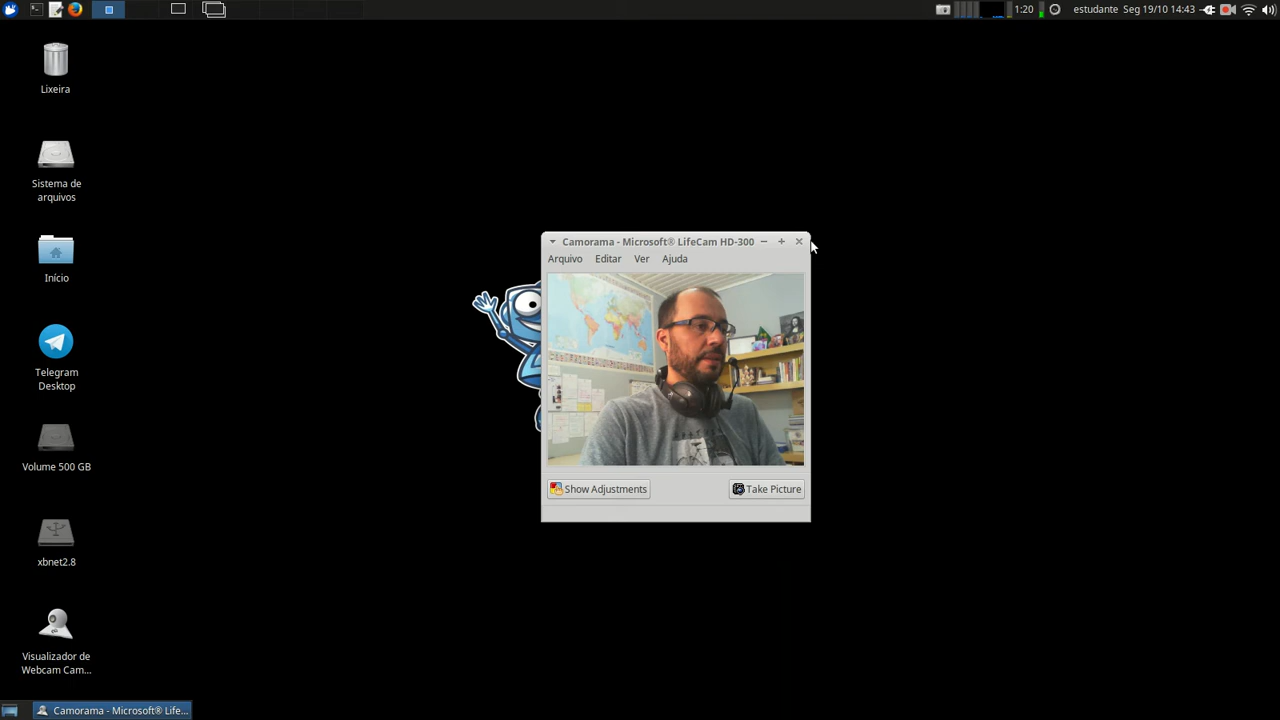 1:20
estudante Seg 19/10 14:43
Lixeira
Sistema de
arquivos
Início
Telegram
Desktop
Volume 500 GB
xbnet2.8
Visualizador de
Webcam Cam...
Camorama - Microsoft® LifeCam HD-300
Arquivo Editar Ver Ajuda
Show Adjustments Take Picture
Camorama - Microsoft® Life...